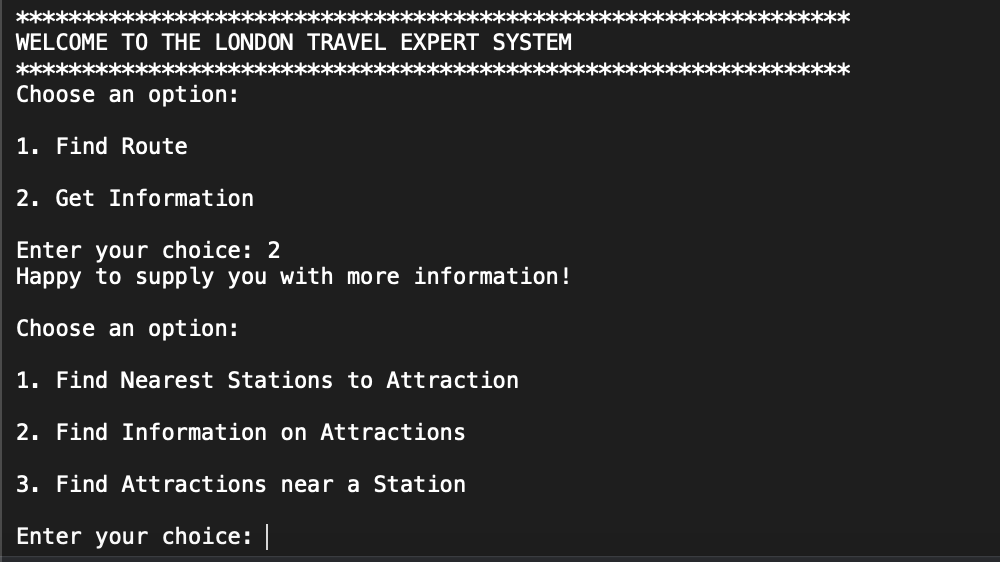 ***************************************************************
WELCOME TO THE LONDON TRAVEL EXPERT SYSTEM
***************************************************************
Choose an option:
1. Find Route
2. Get Information
Enter your choice: 2
Happy to supply you with more information!
Choose an option:
1. Find Nearest Stations to Attraction
2. Find Information on Attractions
3. Find Attractions near a Station
Enter your choice: